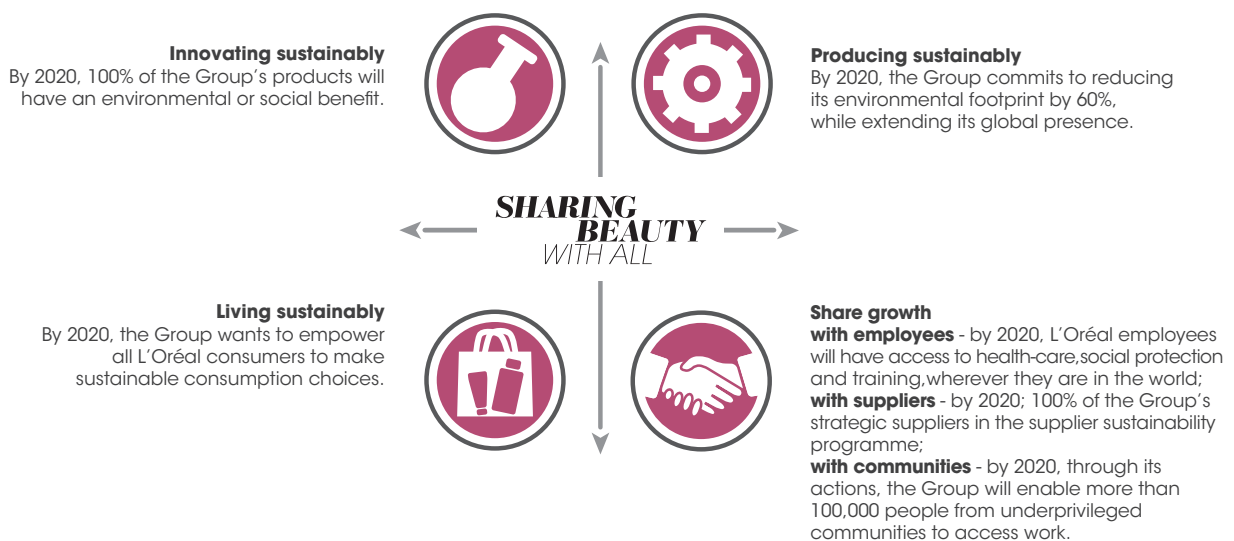 Innovating sustainably
By 2020, 100% of the Group's products will
have an environmental or social benefit.
Producing sustainably
By 2020, the Group commits to reducing
its environmental footprint by 60%,
while extending its global presence.
SHARING
BEAUTY
WITH ALL
Living sustainably
By 2020, the Group wants to empower
all L'Oréal consumers to make
sustainable consumption choices.
Share growth
with employees - by 2020, L'Oréal employees
will have access to health-care,social protection
and training,wherever they are in the world;
with suppliers - by 2020; 100% of the Group's
strategic suppliers in the supplier sustainability
programme;
with communities - by 2020, through its
actions, the Group will enable more than
100,000 people from underprivileged
communities to access work.